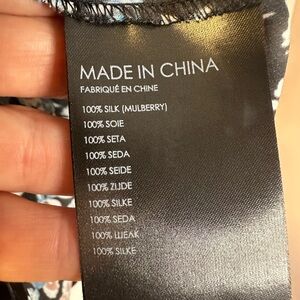 MADE IN CHINA
FABRIQUÉ EN CHINE
100% SILK (MULBERRY)
100% SOIE
100% SETA
100% SEDA
100% SEIDE
100% ZIJDE
100% SILKE
100% SEDA
100% ШЕЛК
100% SILKE